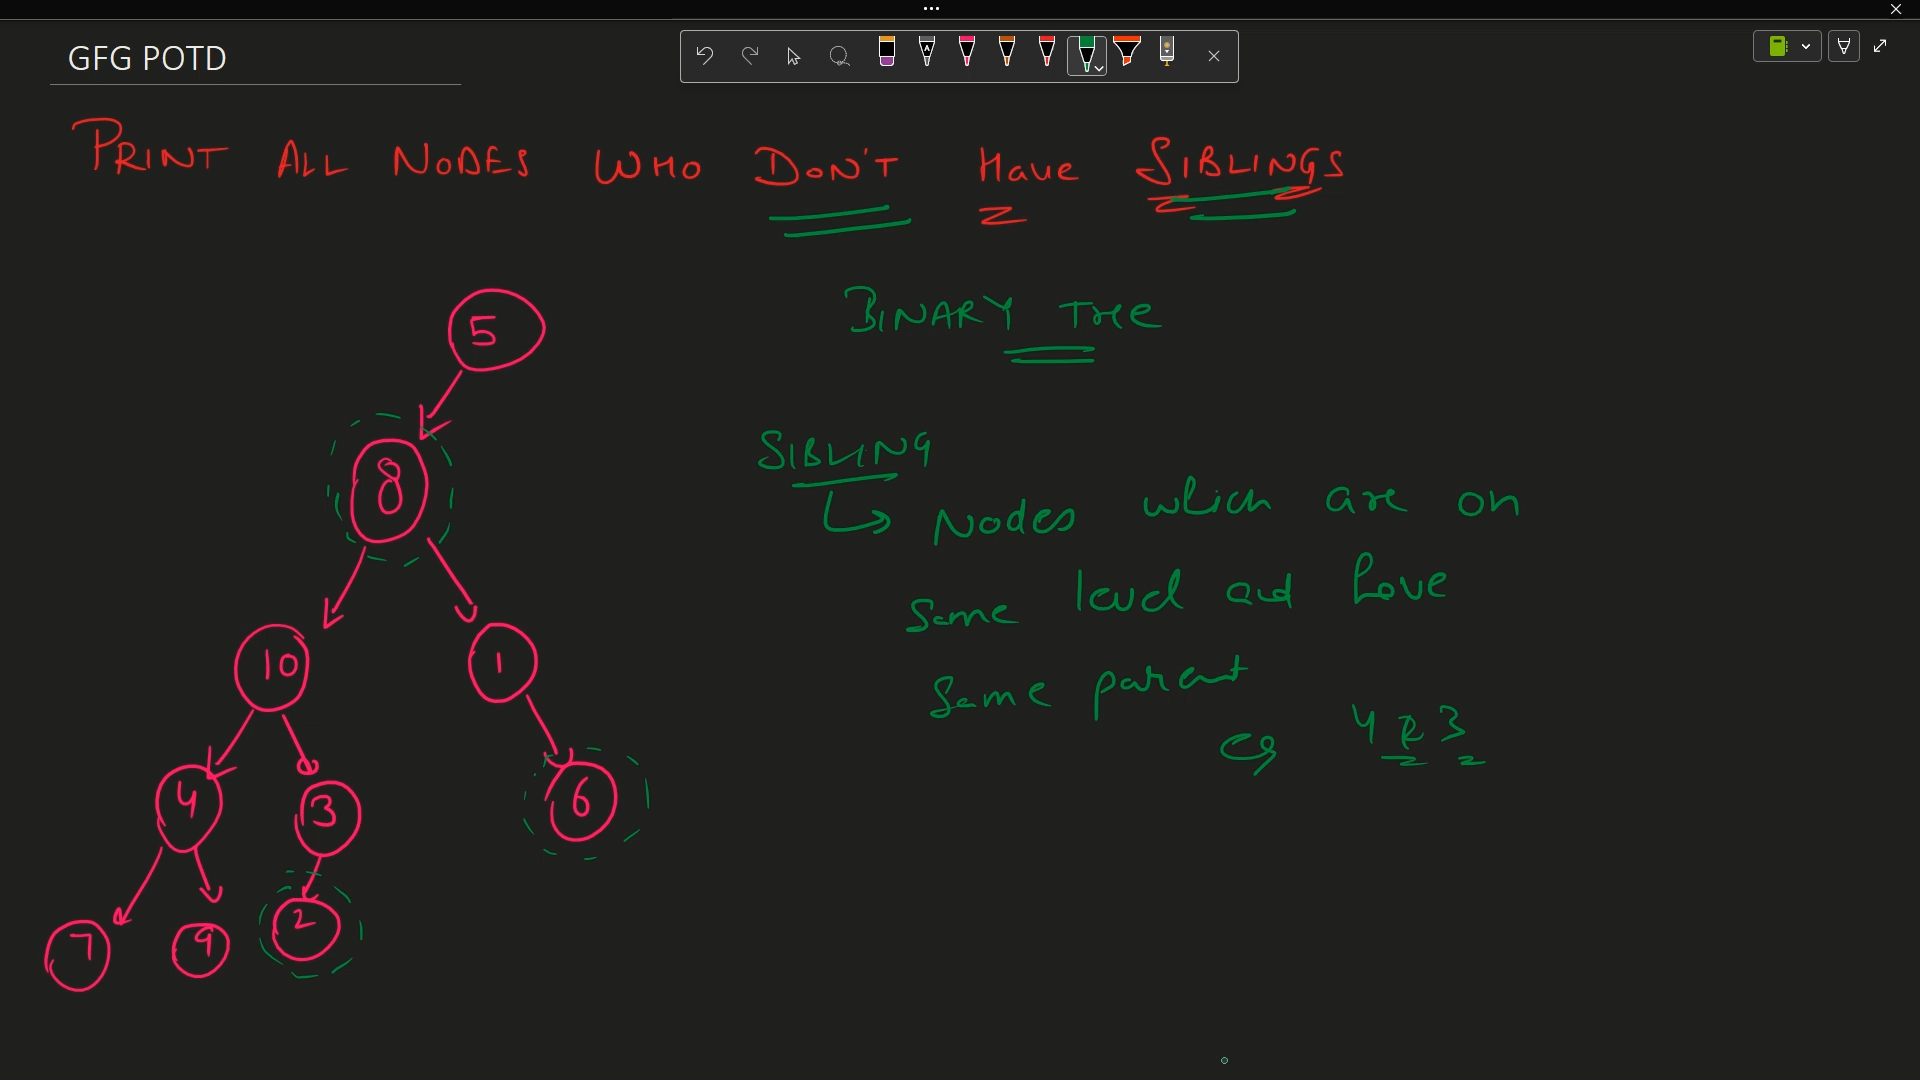 GFG POTD
PRINT ALL NODES WHO DON'T Have SIBLINGS
BINARY Tree
SIBLING
Nodes which are on
Same level and have
Same parent
eg 4 & 3
5
8
10 1
4 3 6
7 9 2